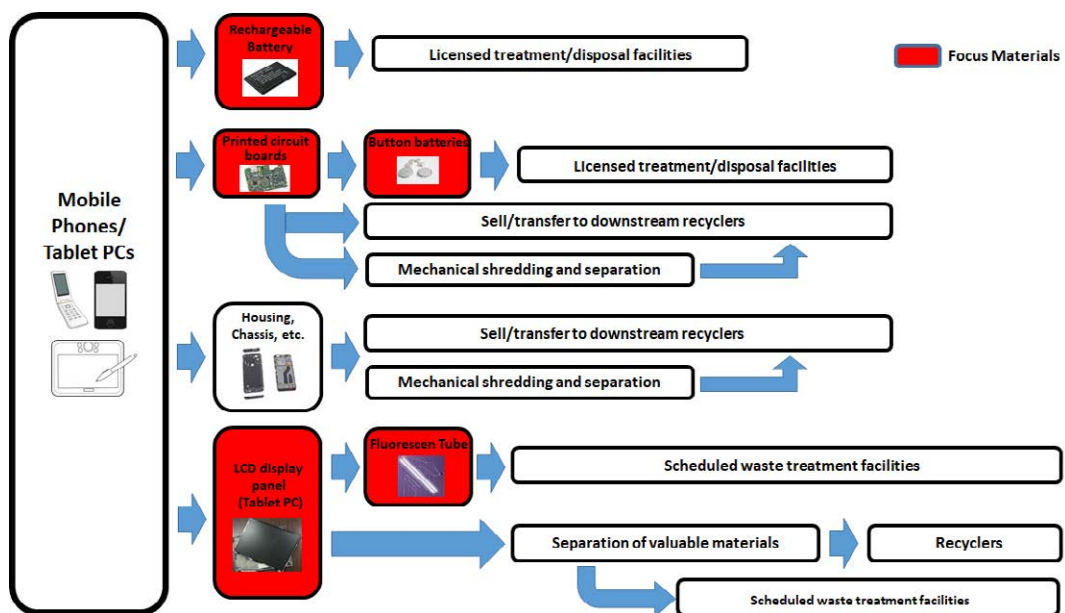 Rechargeable
Battery
Licensed treatment/disposal facilities
Focus Materials
Printed circuit
boards
Button batteries
Licensed treatment/disposal facilities
Mobile
Phones/
Tablet PCs
Sell/transfer to downstream recyclers
Mechanical shredding and separation
Housing,
Chassis, etc.
Sell/transfer to downstream recyclers
Mechanical shredding and separation
LCD display
panel
(Tablet PC)
Fluorescen Tube
Scheduled waste treatment facilities
Separation of valuable materials
Recyclers
Scheduled waste treatment facilities